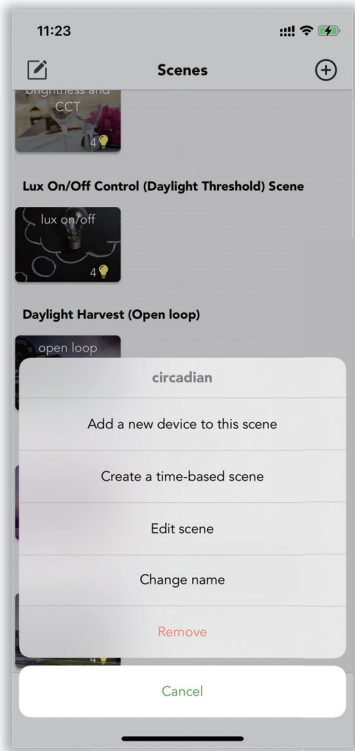 11:23
Scenes
brightness and
CCT
4
Lux On/Off Control (Daylight Threshold) Scene
lux on/off
4
Daylight Harvest (Open loop)
open loop
circadian
Add a new device to this scene
Create a time-based scene
Edit scene
Change name
Remove
4
Cancel